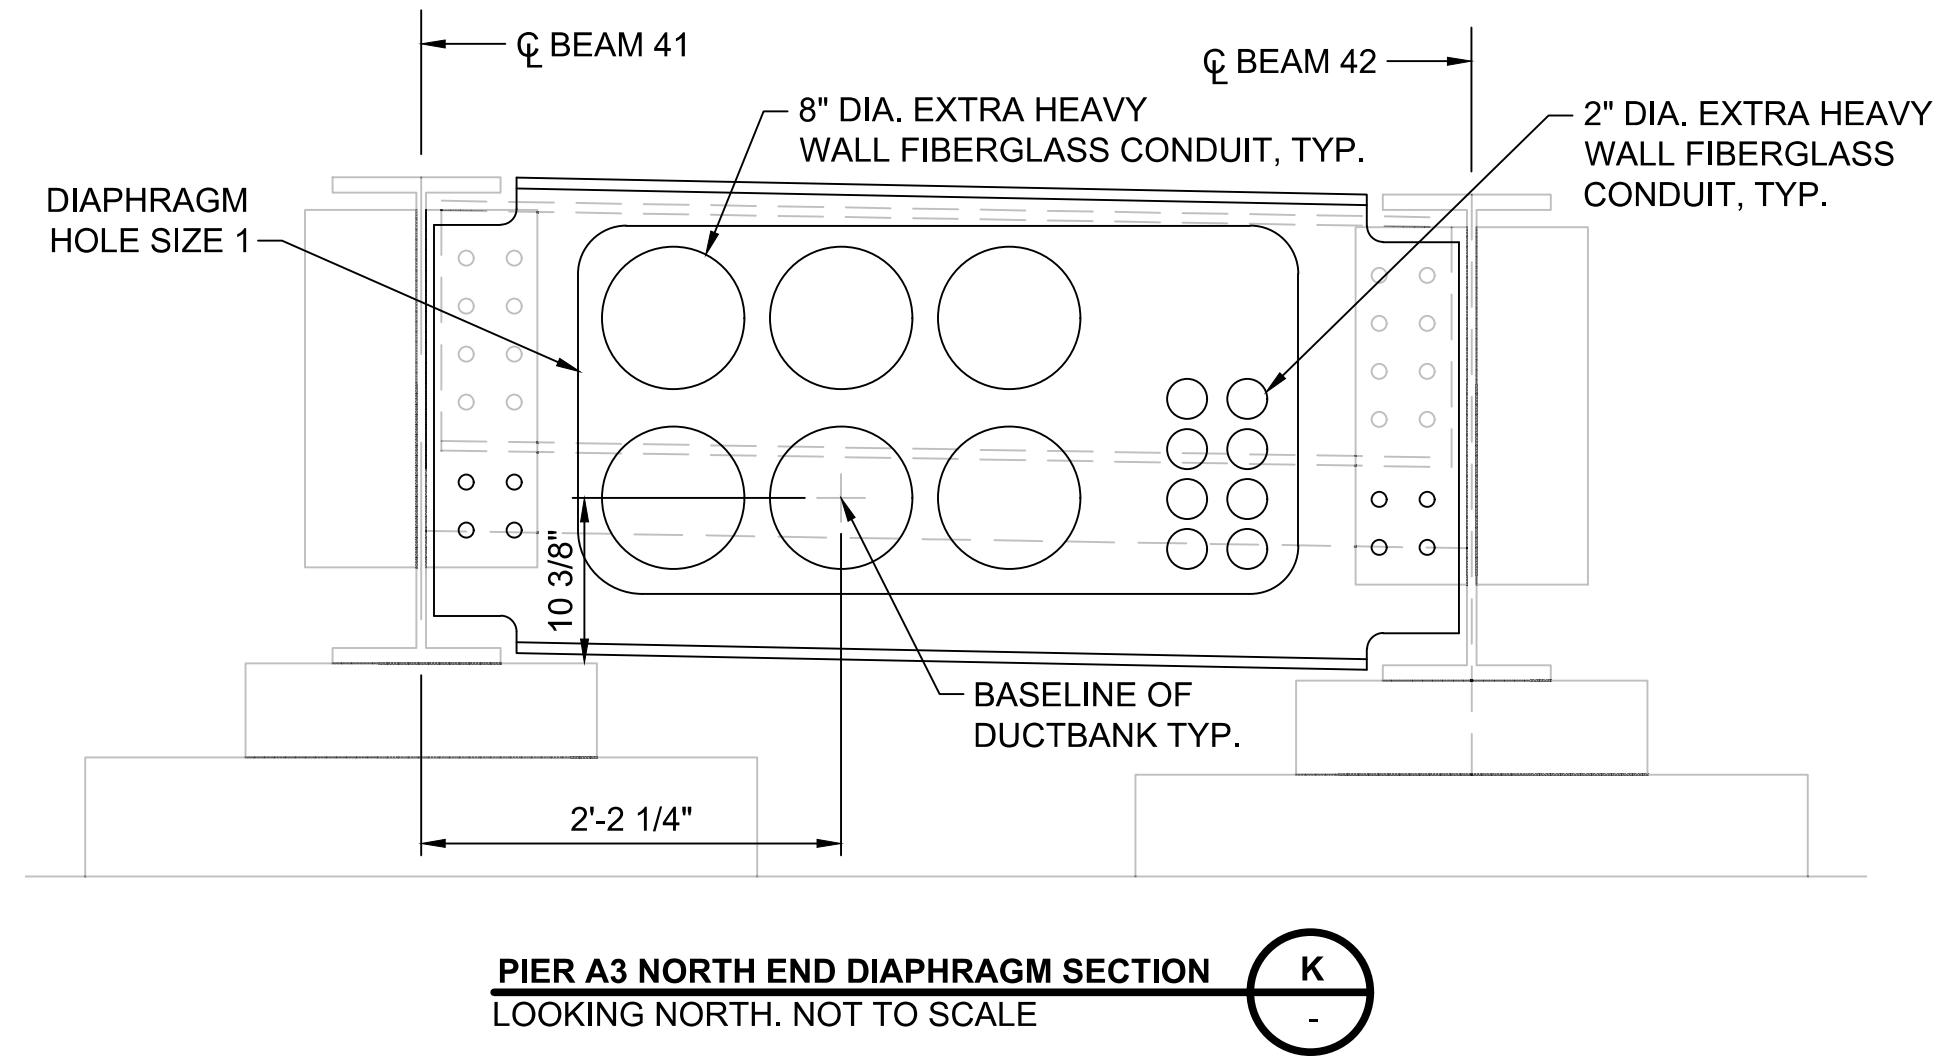 ℄ BEAM 41
℄ BEAM 42
8" DIA. EXTRA HEAVY
WALL FIBERGLASS CONDUIT, TYP.
2" DIA. EXTRA HEAVY
WALL FIBERGLASS
CONDUIT, TYP.
DIAPHRAGM
HOLE SIZE 1
10 3/8"
BASELINE OF
DUCTBANK TYP.
2'-2 1/4"
PIER A3 NORTH END DIAPHRAGM SECTION
LOOKING NORTH. NOT TO SCALE
K
-